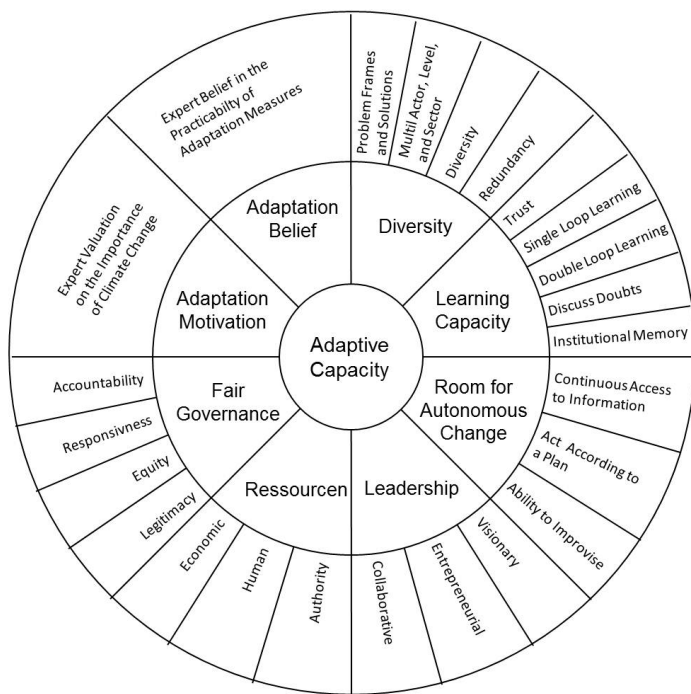 Adaptive
Capacity
Adaptation
Belief
Diversity
Learning
Capacity
Room for
Autonomous
Change
Leadership
Ressourcen
Fair
Governance
Adaptation
Motivation
Expert Belief in the
Practicabilty of
Adaptation Measures
Problem Frames
and Solutions
Multil Actor, Level,
and Sector
Diversity
Redundancy
Trust
Single Loop Learning
Double Loop Learning
Discuss Doubts
Institutional Memory
Continuous Access
to Information
Act According to
a Plan
Ability to Improvise
Visionary
Entrepreneurial
Collaborative
Authority
Human
Economic
Legitimacy
Equity
Responsivness
Accountability
Expert Valuation
on the Importance
of Climate Change